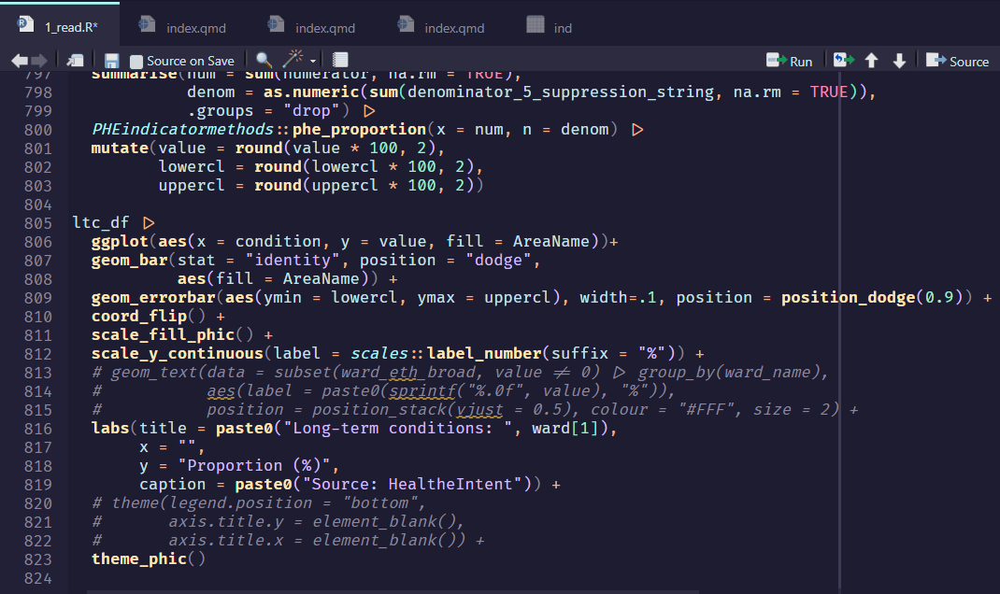 1_read.R*
index.qmd
index.qmd
index.qmd
ind
Source on Save
Run
Source
797 summarise(num = sum(numerator, na.rm = TRUE),
798 denom = as.numeric(sum(denominator_5_suppression_string, na.rm = TRUE)),
799 .groups = "drop") |>
800 PHEindicatormethods::phe_proportion(x = num, n = denom) |>
801 mutate(value = round(value * 100, 2),
802 lowercl = round(lowercl * 100, 2),
803 uppercl = round(uppercl * 100, 2))
804
805 ltc_df |>
806 ggplot(aes(x = condition, y = value, fill = AreaName))+
807 geom_bar(stat = "identity", position = "dodge",
808 aes(fill = AreaName)) +
809 geom_errorbar(aes(ymin = lowercl, ymax = uppercl), width=.1, position = position_dodge(0.9)) +
810 coord_flip() +
811 scale_fill_phic() +
812 scale_y_continuous(label = scales::label_number(suffix = "%")) +
813 # geom_text(data = subset(ward_eth_broad, value != 0) |> group_by(ward_name),
814 # aes(label = paste0(sprintf("%.0f", value), "%")),
815 # position = position_stack(vjust = 0.5), colour = "#FFF", size = 2) +
816 labs(title = paste0("Long-term conditions: ", ward[1]),
817 x = "",
818 y = "Proportion (%)",
819 caption = paste0("Source: HealtheIntent")) +
820 # theme(legend.position = "bottom",
821 # axis.title.y = element_blank(),
822 # axis.title.x = element_blank()) +
823 theme_phic()
824